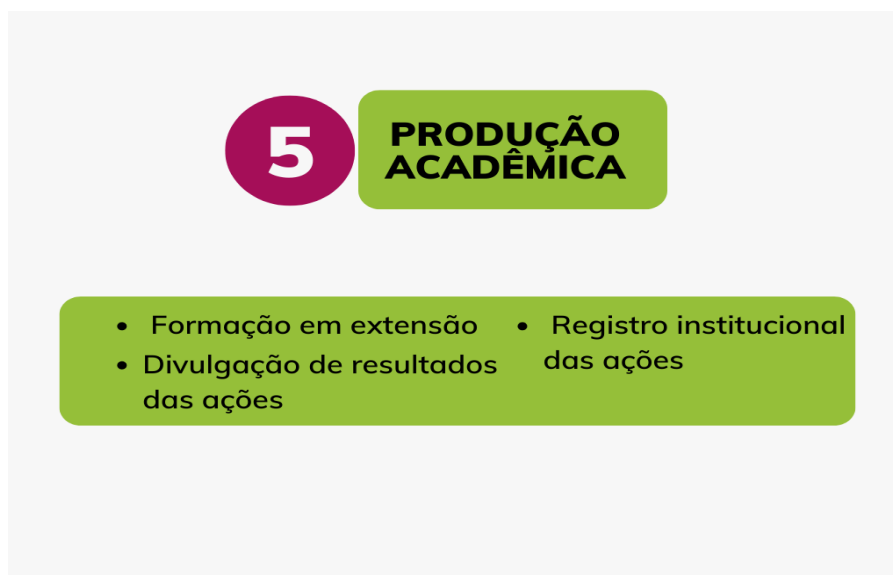 5
PRODUÇÃO
ACADÊMICA
• Formação em extensão
• Divulgação de resultados
das ações
• Registro institucional
das ações